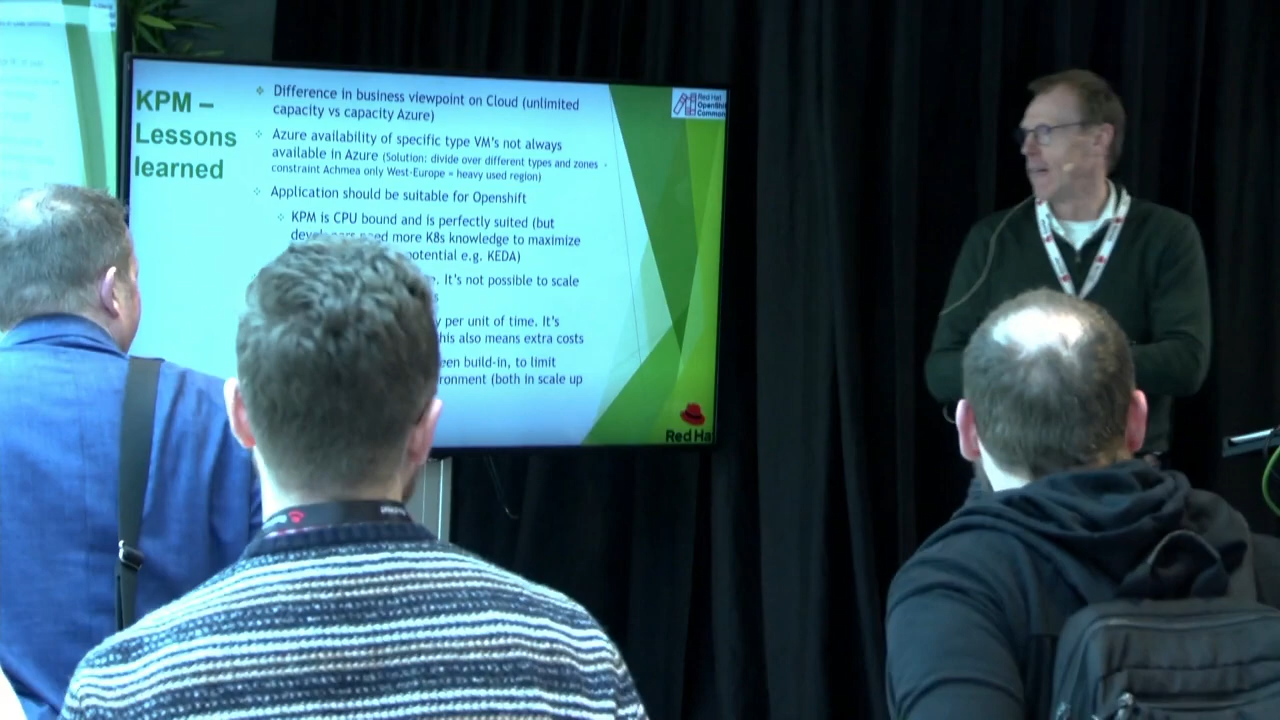 KPM –
Lessons
learned
Difference in business viewpoint on Cloud (unlimited
capacity vs capacity Azure)
Azure availability of specific type VM's not always
available in Azure (Solution: divide over different types and zones -
constraint Achmea only West-Europe = heavy used region)
Application should be suitable for Openshift
KPM is CPU bound and is perfectly suited (but
need more K8s knowledge to maximize
potential e.g. KEDA)
It's not possible to scale
per unit of time. It's
this also means extra costs
build-in, to limit
(both in scale up
Red Hat
OpenShift
Commons
Red Ha